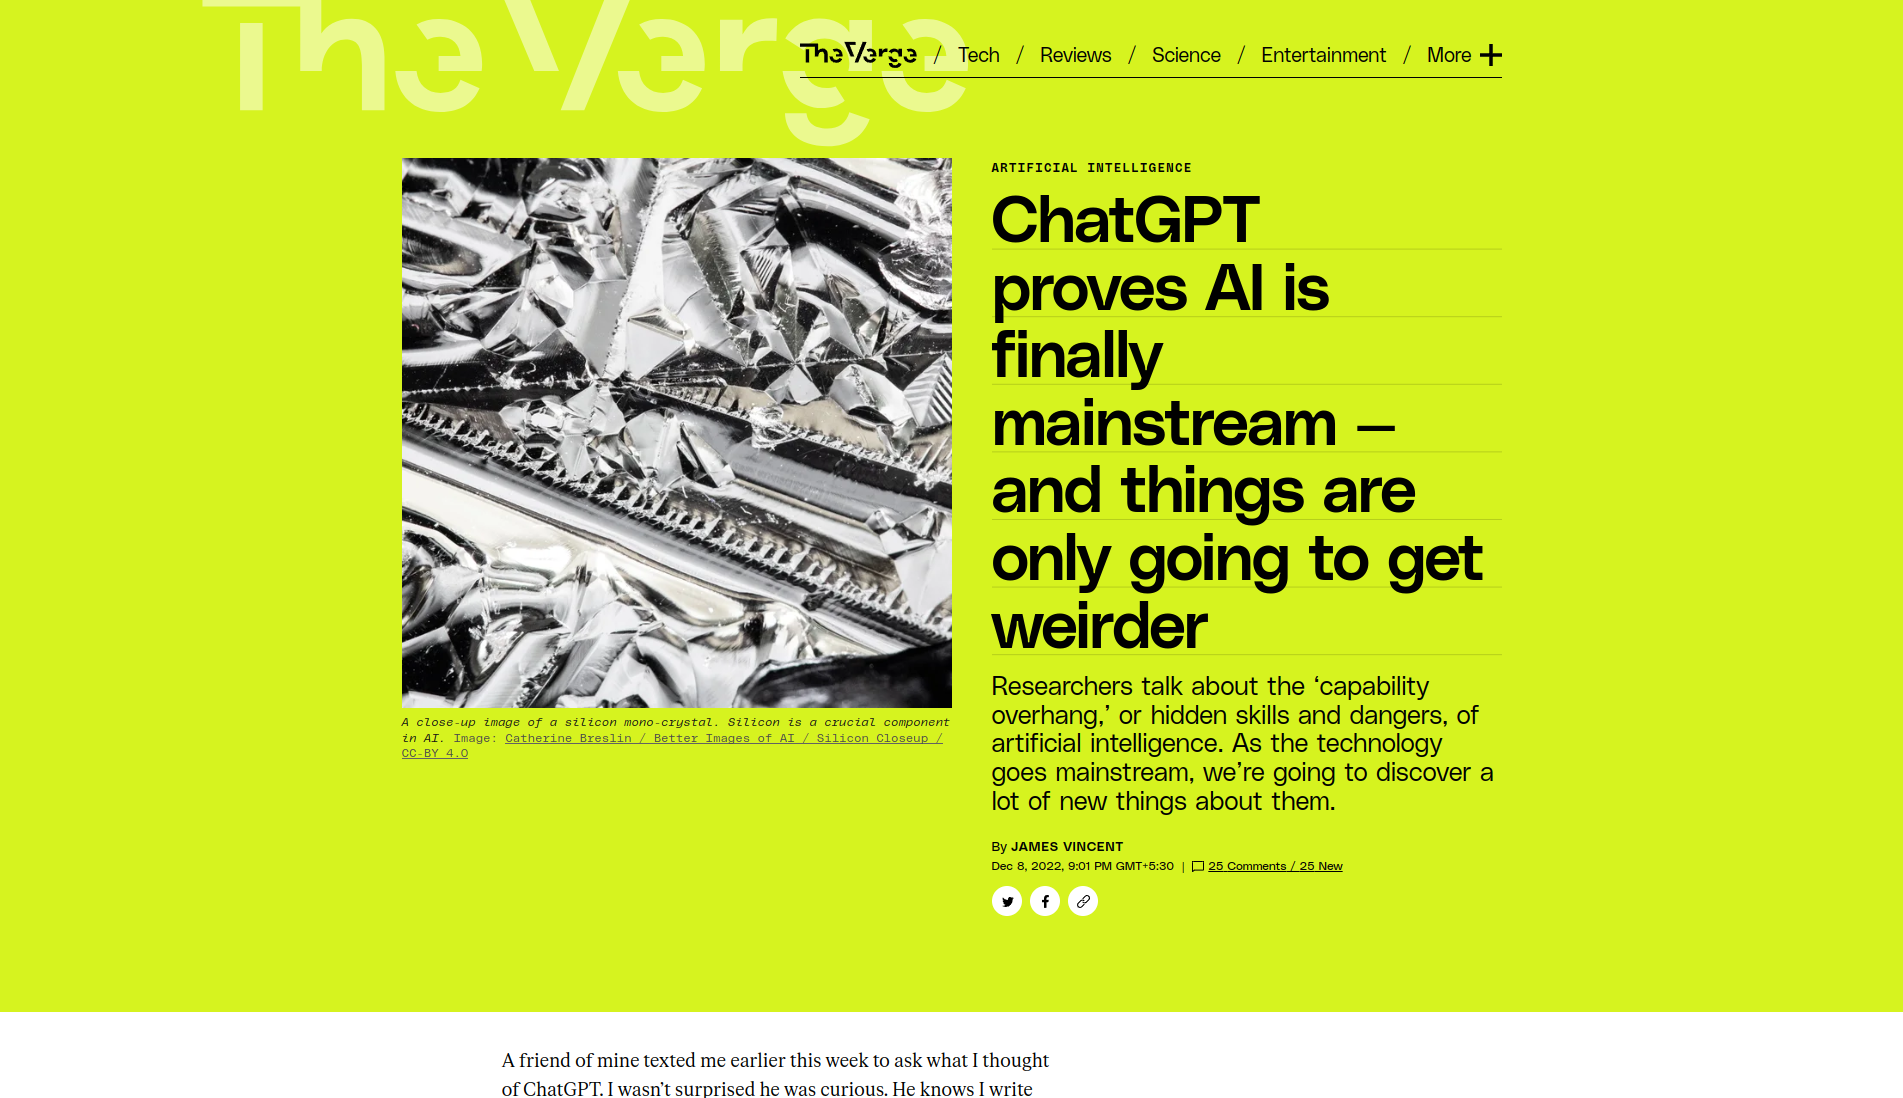 The Verge
The Verge / Tech / Reviews / Science / Entertainment / More
ARTIFICIAL INTELLIGENCE
ChatGPT
proves AI is
finally
mainstream —
and things are
only going to get
weirder
Researchers talk about the ‘capability
overhang,’ or hidden skills and dangers, of
artificial intelligence. As the technology
goes mainstream, we’re going to discover a
lot of new things about them.
By JAMES VINCENT
Dec 8, 2022, 9:01 PM GMT+5:30 | 25 Comments / 25 New
A close-up image of a silicon mono-crystal. Silicon is a crucial component
in AI. Image: Catherine Breslin / Better Images of AI / Silicon Closeup /
CC-BY 4.0
A friend of mine texted me earlier this week to ask what I thought
of ChatGPT. I wasn’t surprised he was curious. He knows I write